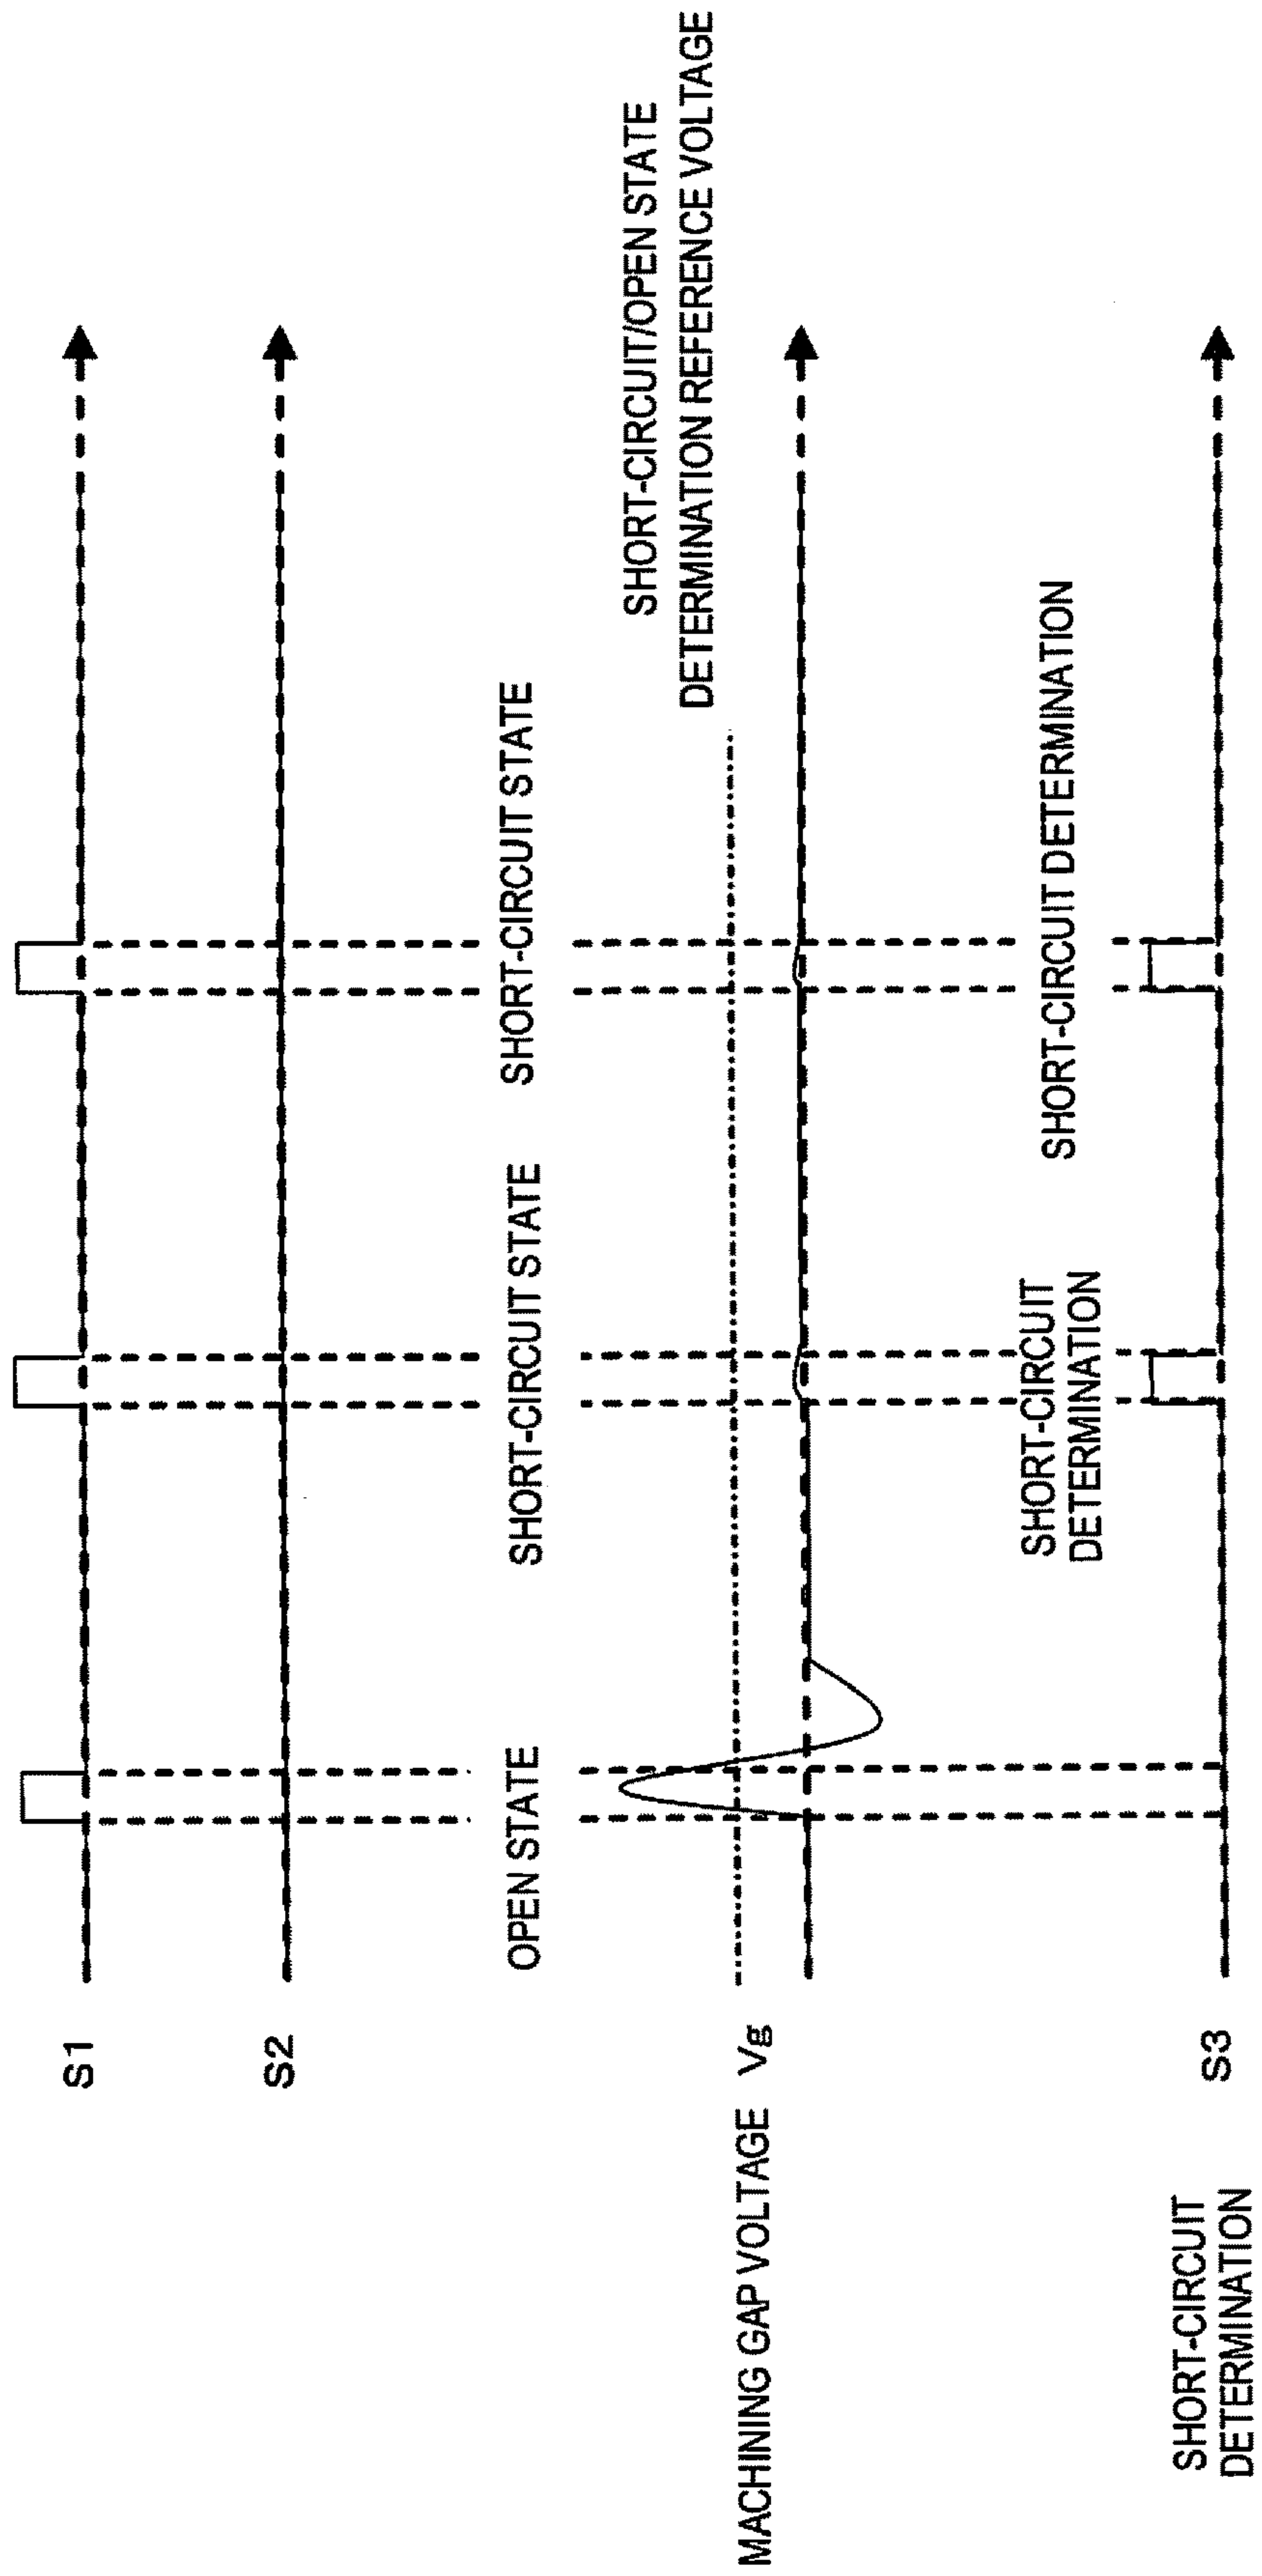 S1
S2
OPEN STATE
SHORT-CIRCUIT STATE
SHORT-CIRCUIT STATE
SHORT-CIRCUIT/OPEN STATE
DETERMINATION REFERENCE VOLTAGE
MACHINING GAP VOLTAGE Vg
SHORT-CIRCUIT
DETERMINATION
SHORT-CIRCUIT DETERMINATION
SHORT-CIRCUIT
DETERMINATION
S3